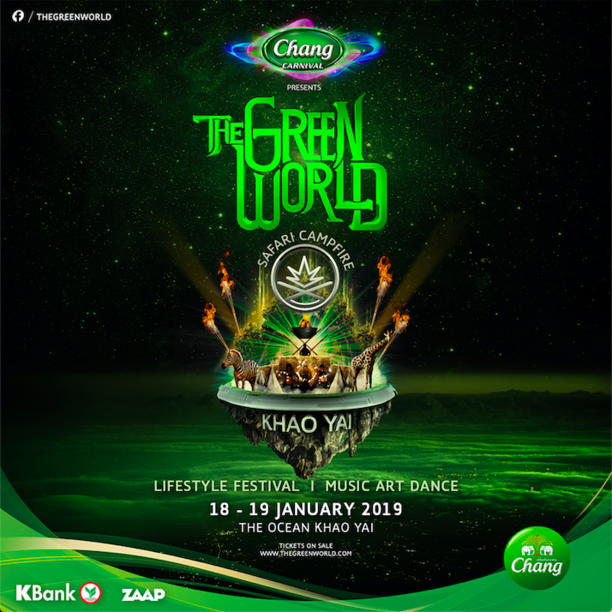 / THEGREENWORLD
Chang
CARNIVAL
PRESENTS
THE GREEN
WORLD
SAFARI CAMPFIRE
KHAO YAI
LIFESTYLE FESTIVAL | MUSIC ART DANCE
18 - 19 JANUARY 2019
THE OCEAN KHAO YAI
TICKETS ON SALE
WWW.THEGREENWORLD.COM
KBank
ZAAP
Chang